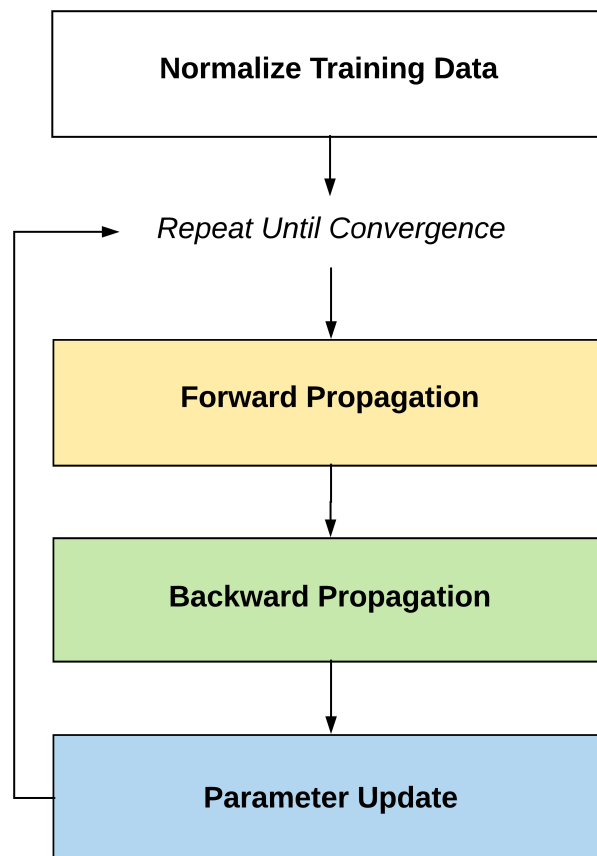 Normalize Training Data
Repeat Until Convergence
Forward Propagation
Backward Propagation
Parameter Update